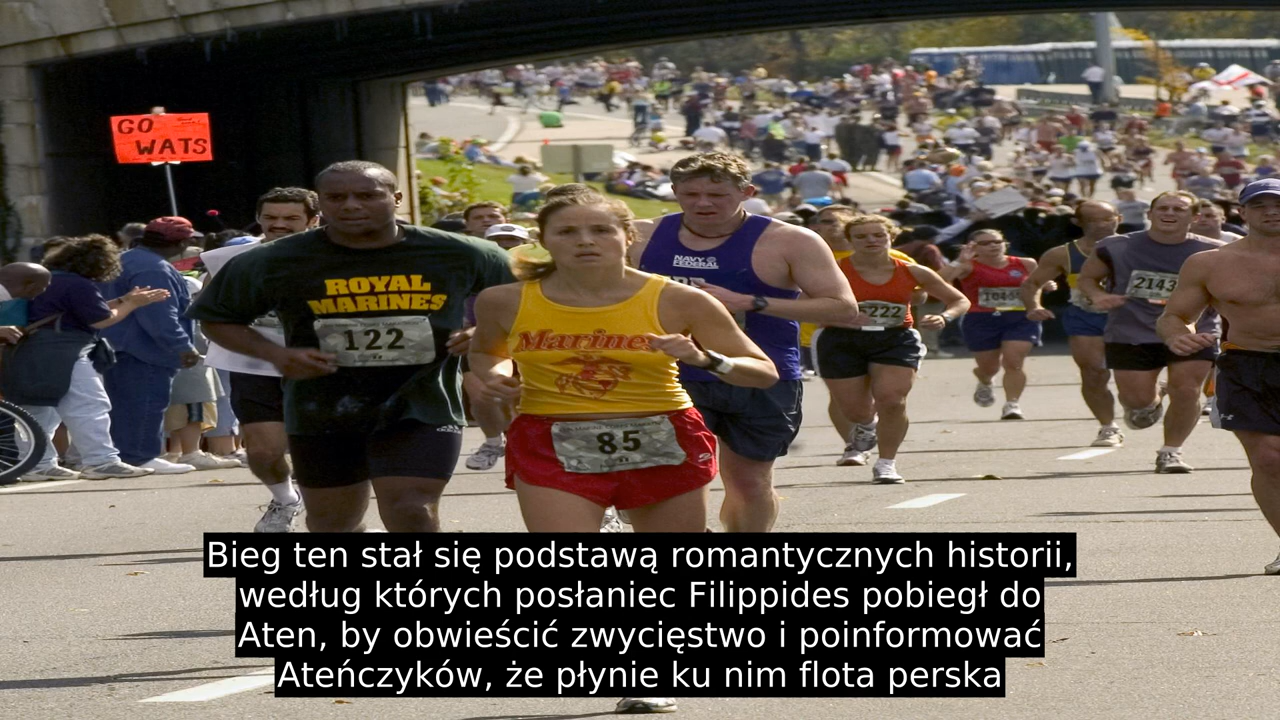 GO
WATS
ROYAL
MARINES
122
Marines
85
NAVY
FEDERAL
222
2143
Bieg ten stał się podstawą romantycznych historii,
według których posłaniec Filippides pobiegł do
Aten, by obwieścić zwycięstwo i poinformować
Ateńczyków, że płynie ku nim flota perska